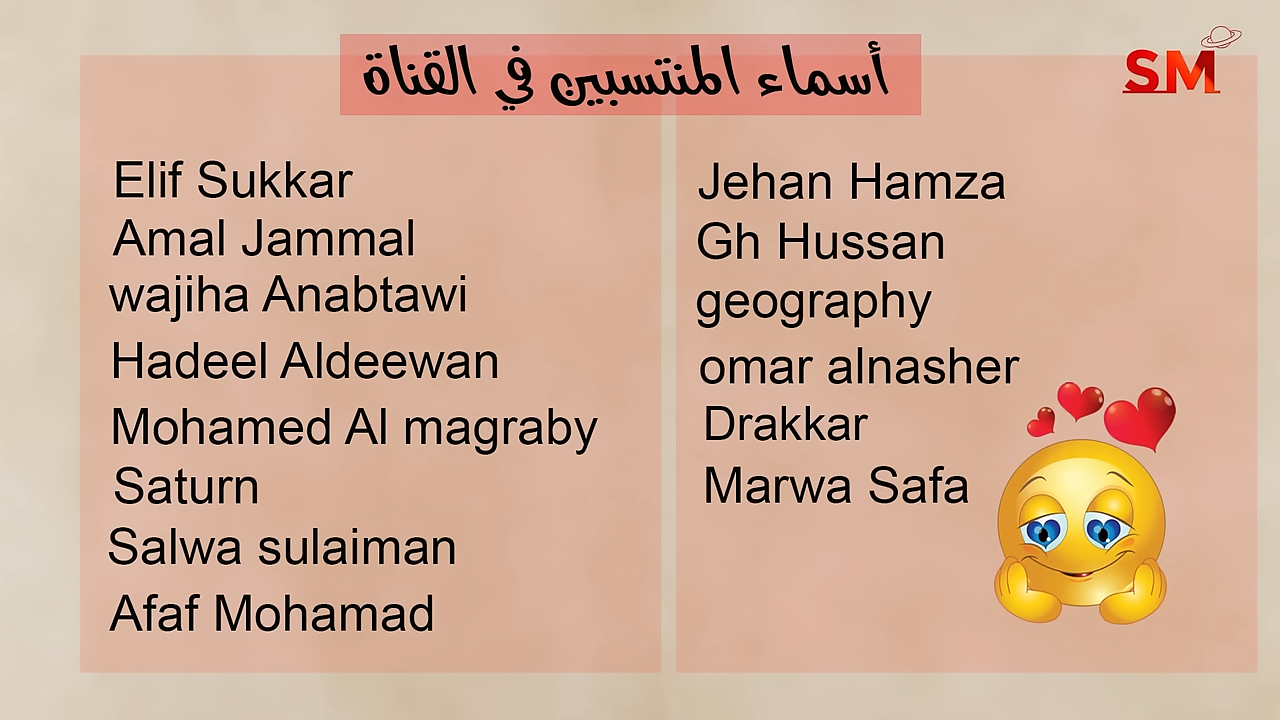 أسماء المنتسبين في القناة
SM
Elif Sukkar
Amal Jammal
wajiha Anabtawi
Hadeel Aldeewan
Mohamed Al magraby
Saturn
Salwa sulaiman
Afaf Mohamad
Jehan Hamza
Gh Hussan
geography
omar alnasher
Drakkar
Marwa Safa